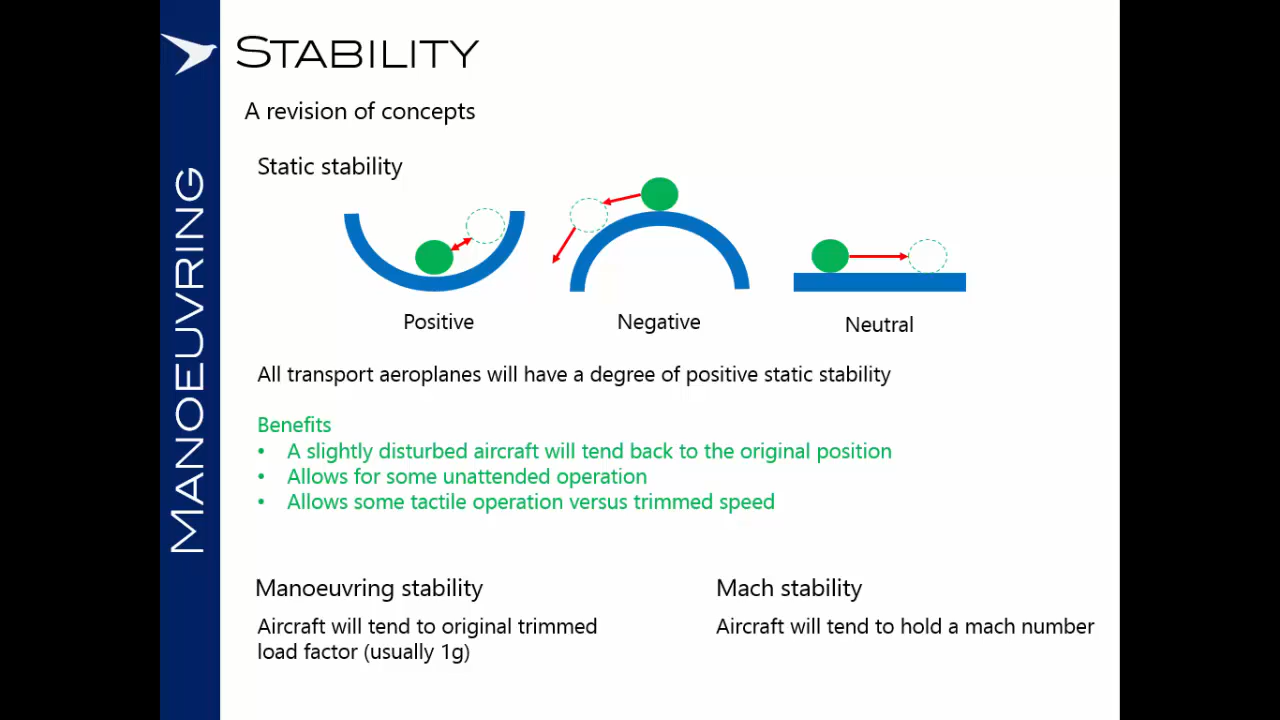 MANOEUVRING
STABILITY
A revision of concepts
Static stability
Positive
Negative
Neutral
All transport aeroplanes will have a degree of positive static stability
Benefits
• A slightly disturbed aircraft will tend back to the original position
• Allows for some unattended operation
• Allows some tactile operation versus trimmed speed
Manoeuvring stability
Aircraft will tend to original trimmed
load factor (usually 1g)
Mach stability
Aircraft will tend to hold a mach number